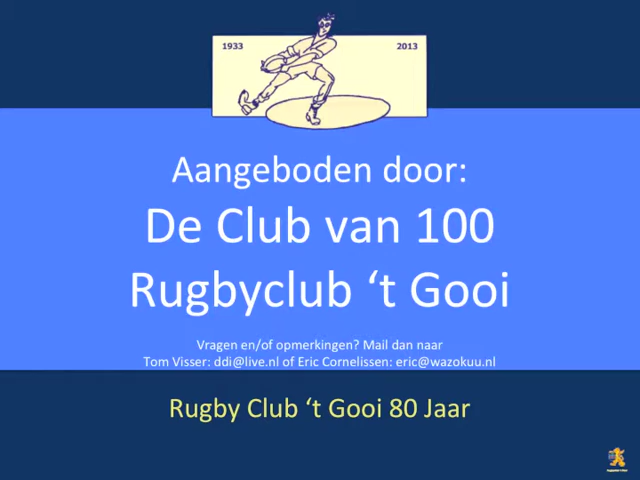 1933 2013
Aangeboden door:
De Club van 100
Rugbyclub ‘t Gooi
Vragen en/of opmerkingen? Mail dan naar
Tom Visser: ddi@live.nl of Eric Cornelissen: eric@wazokuu.nl
Rugby Club ‘t Gooi 80 Jaar